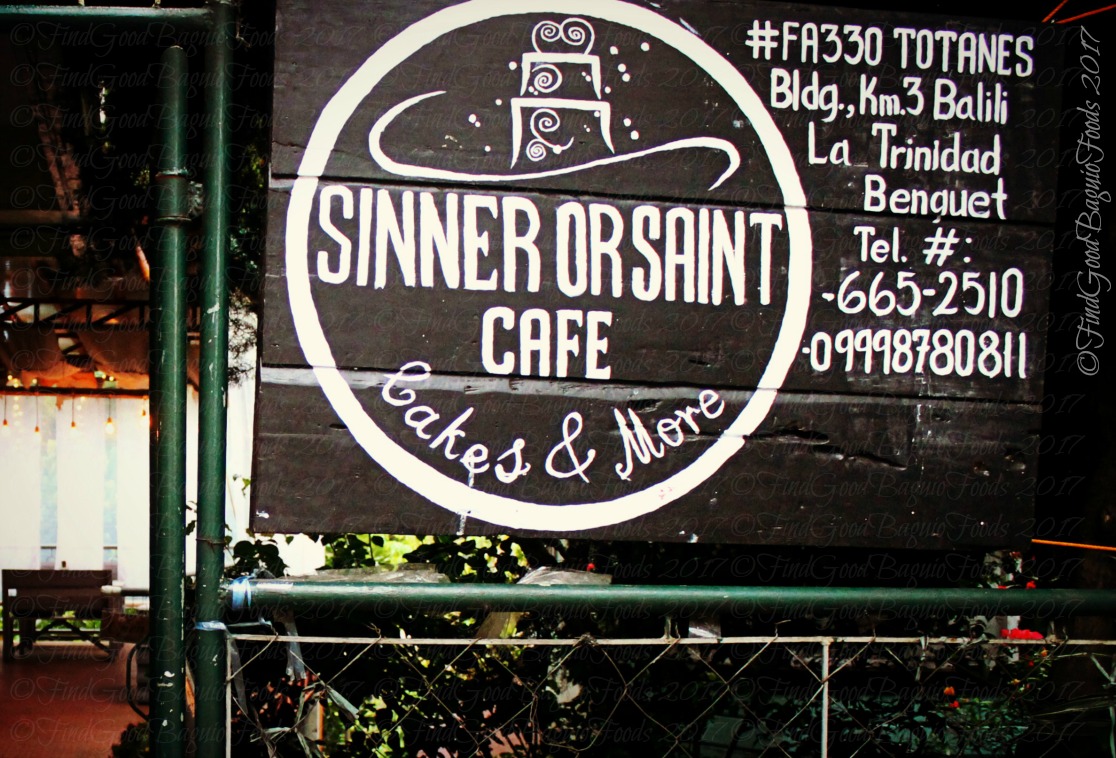 SINNER OR SAINT
CAFE
Cakes & More
#FA330 TOTANES
Bldg., Km.3 Balili
La Trinidad
Benguet
Tel. #:
-665-2510
-09998780811
©FindGoodBaguioFoods 2017